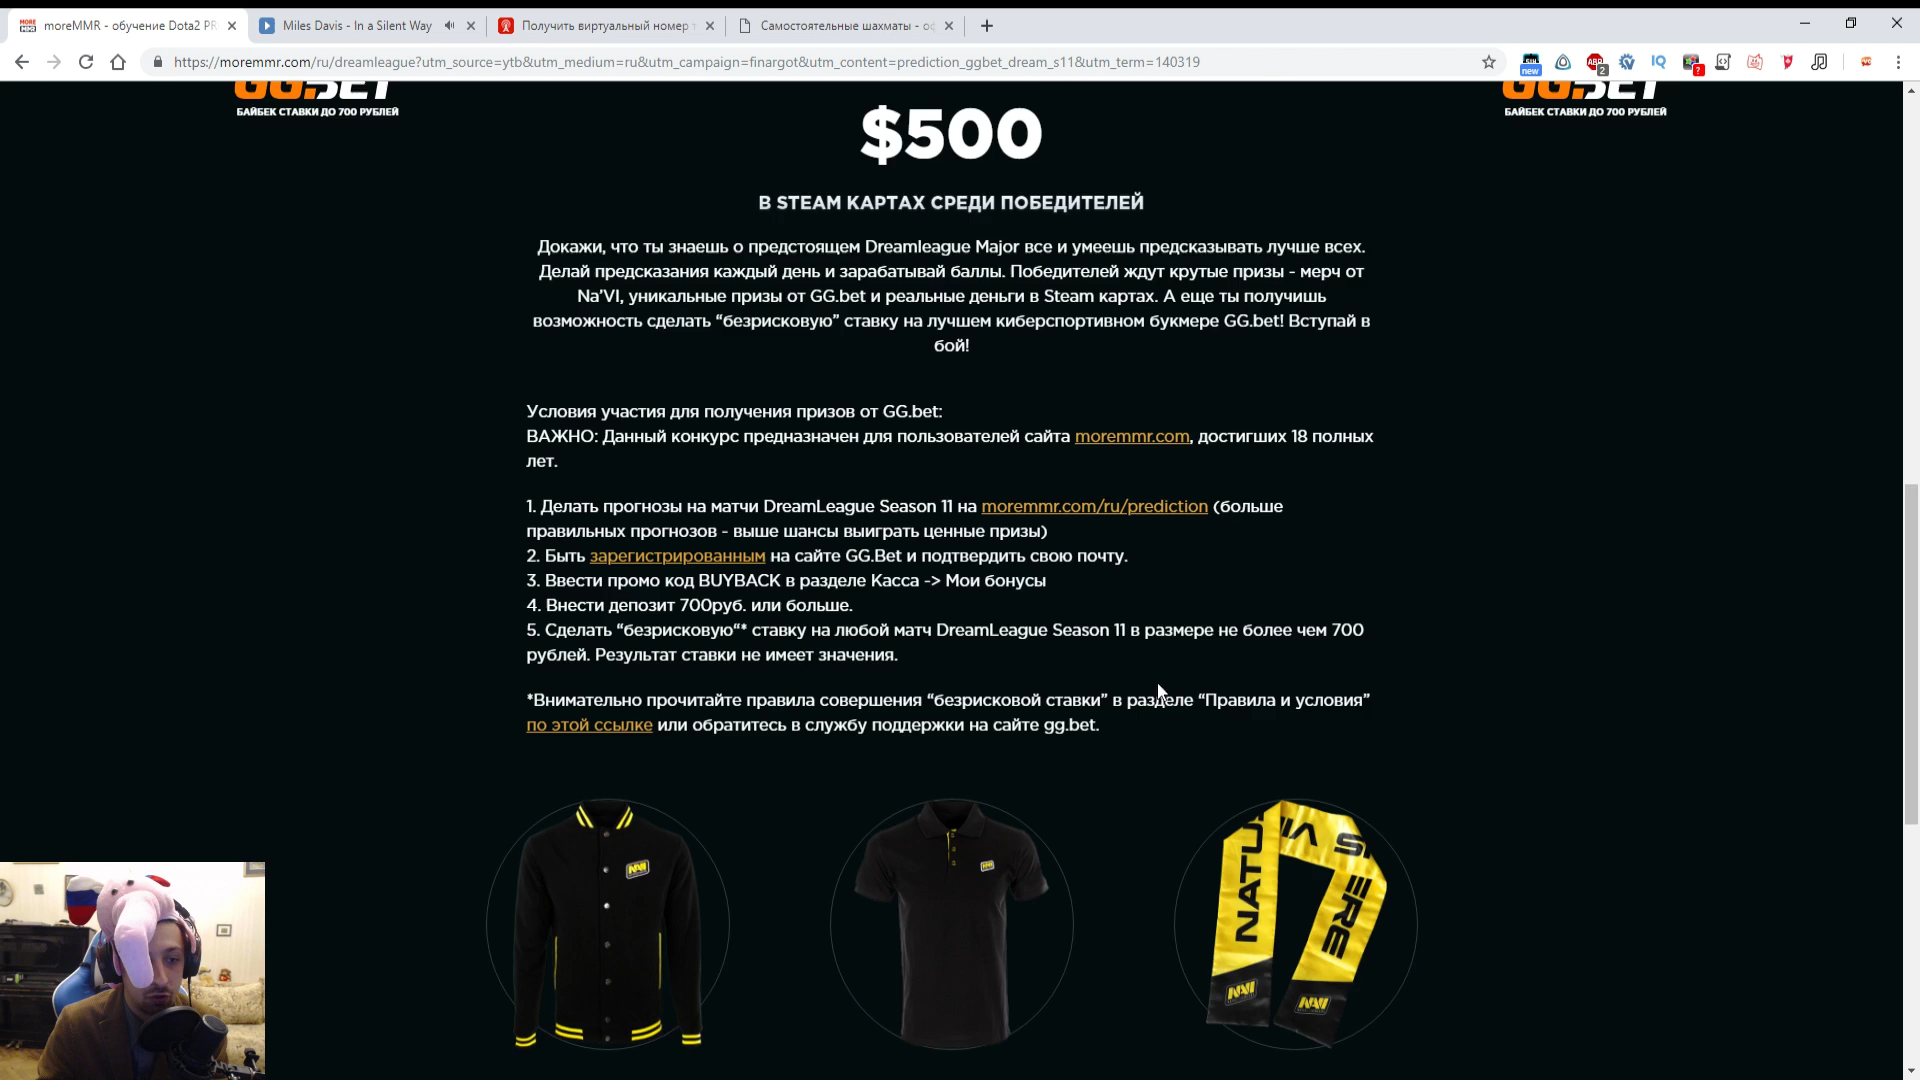 moreMMR - обучение Dota2 PR
Miles Davis - In a Silent Way
Получить виртуальный номер т
Самостоятельные шахматы - оф
https://moremmr.com/ru/dreamleague?utm_source=ytb&utm_medium=ru&utm_campaign=finargot&utm_content=prediction_ggbet_dream_s11&utm_term=140319
GG.BET
БАЙБЕК СТАВКИ ДО 700 РУБЛЕЙ
GG.BET
БАЙБЕК СТАВКИ ДО 700 РУБЛЕЙ
$500
В STEAM КАРТАХ СРЕДИ ПОБЕДИТЕЛЕЙ
Докажи, что ты знаешь о предстоящем Dreamleague Major все и умеешь предсказывать лучше всех.
Делай предсказания каждый день и зарабатывай баллы. Победителей ждут крутые призы - мерч от
Na’VI, уникальные призы от GG.bet и реальные деньги в Steam картах. А еще ты получишь
возможность сделать “безрисковую” ставку на лучшем киберспортивном букмере GG.bet! Вступай в
бой!
Условия участия для получения призов от GG.bet:
ВАЖНО: Данный конкурс предназначен для пользователей сайта moremmr.com, достигших 18 полных
лет.
1. Делать прогнозы на матчи DreamLeague Season 11 на moremmr.com/ru/prediction (больше
правильных прогнозов - выше шансы выиграть ценные призы)
2. Быть зарегистрированным на сайте GG.Bet и подтвердить свою почту.
3. Ввести промо код BUYBACK в разделе Касса -> Мои бонусы
4. Внести депозит 700руб. или больше.
5. Сделать “безрисковую“* ставку на любой матч DreamLeague Season 11 в размере не более чем 700
рублей. Результат ставки не имеет значения.
*Внимательно прочитайте правила совершения “безрисковой ставки” в разделе “Правила и условия”
по этой ссылке или обратитесь в службу поддержки на сайте gg.bet.